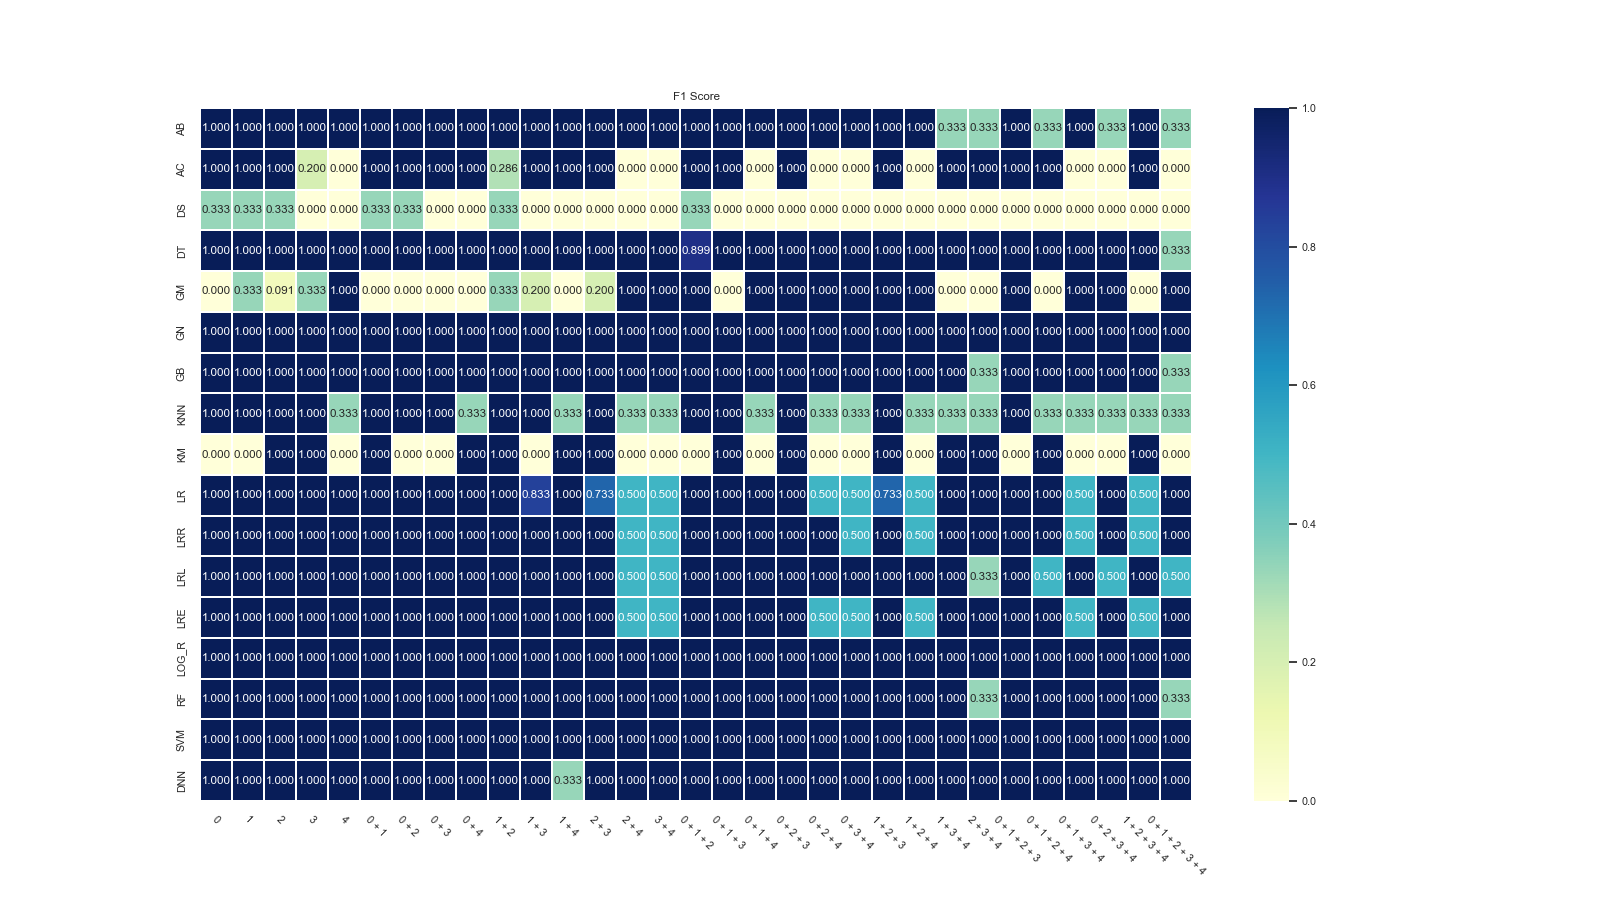 F1 Score
AB 1.000 1.000 1.000 1.000 1.000 1.000 1.000 1.000 1.000 1.000 1.000 1.000 1.000 1.000 1.000 1.000 1.000 1.000 1.000 1.000 1.000 1.000 1.000 0.333 0.333 1.000 0.333 1.000 0.333 1.000 0.333
AC 1.000 1.000 1.000 0.200 0.000 1.000 1.000 1.000 1.000 0.286 1.000 1.000 1.000 0.000 0.000 1.000 1.000 0.000 1.000 0.000 0.000 1.000 0.000 1.000 1.000 1.000 1.000 0.000 0.000 1.000 0.000
DS 0.333 0.333 0.333 0.000 0.000 0.333 0.333 0.000 0.000 0.333 0.000 0.000 0.000 0.000 0.000 0.333 0.000 0.000 0.000 0.000 0.000 0.000 0.000 0.000 0.000 0.000 0.000 0.000 0.000 0.000 0.000
DT 1.000 1.000 1.000 1.000 1.000 1.000 1.000 1.000 1.000 1.000 1.000 1.000 1.000 1.000 1.000 0.899 1.000 1.000 1.000 1.000 1.000 1.000 1.000 1.000 1.000 1.000 1.000 1.000 1.000 1.000 0.333
GM 0.000 0.333 0.091 0.333 1.000 0.000 0.000 0.000 0.000 0.333 0.200 0.000 0.200 1.000 1.000 1.000 0.000 1.000 1.000 1.000 1.000 1.000 1.000 0.000 0.000 1.000 0.000 1.000 1.000 0.000 1.000
GN 1.000 1.000 1.000 1.000 1.000 1.000 1.000 1.000 1.000 1.000 1.000 1.000 1.000 1.000 1.000 1.000 1.000 1.000 1.000 1.000 1.000 1.000 1.000 1.000 1.000 1.000 1.000 1.000 1.000 1.000 1.000
GB 1.000 1.000 1.000 1.000 1.000 1.000 1.000 1.000 1.000 1.000 1.000 1.000 1.000 1.000 1.000 1.000 1.000 1.000 1.000 1.000 1.000 1.000 1.000 1.000 0.333 1.000 1.000 1.000 1.000 1.000 0.333
KNN 1.000 1.000 1.000 1.000 0.333 1.000 1.000 1.000 0.333 1.000 1.000 0.333 1.000 0.333 0.333 1.000 1.000 0.333 1.000 0.333 0.333 1.000 0.333 0.333 0.333 1.000 0.333 0.333 0.333 0.333 0.333
KM 0.000 0.000 1.000 1.000 0.000 1.000 0.000 0.000 1.000 1.000 0.000 1.000 1.000 0.000 0.000 0.000 1.000 0.000 1.000 0.000 0.000 1.000 0.000 1.000 1.000 0.000 1.000 0.000 0.000 1.000 0.000
LR 1.000 1.000 1.000 1.000 1.000 1.000 1.000 1.000 1.000 1.000 0.833 1.000 0.733 0.500 0.500 1.000 1.000 1.000 1.000 0.500 0.500 0.733 0.500 1.000 1.000 1.000 1.000 0.500 1.000 0.500 1.000
LRR 1.000 1.000 1.000 1.000 1.000 1.000 1.000 1.000 1.000 1.000 1.000 1.000 1.000 0.500 0.500 1.000 1.000 1.000 1.000 1.000 0.500 1.000 0.500 1.000 1.000 1.000 1.000 0.500 1.000 0.500 1.000
LRL 1.000 1.000 1.000 1.000 1.000 1.000 1.000 1.000 1.000 1.000 1.000 1.000 1.000 0.500 0.500 1.000 1.000 1.000 1.000 1.000 1.000 1.000 1.000 1.000 0.333 1.000 0.500 1.000 0.500 1.000 0.500
LRE 1.000 1.000 1.000 1.000 1.000 1.000 1.000 1.000 1.000 1.000 1.000 1.000 1.000 0.500 0.500 1.000 1.000 1.000 1.000 0.500 0.500 1.000 0.500 1.000 1.000 1.000 1.000 0.500 1.000 0.500 1.000
LOG_R 1.000 1.000 1.000 1.000 1.000 1.000 1.000 1.000 1.000 1.000 1.000 1.000 1.000 1.000 1.000 1.000 1.000 1.000 1.000 1.000 1.000 1.000 1.000 1.000 1.000 1.000 1.000 1.000 1.000 1.000 1.000
RF 1.000 1.000 1.000 1.000 1.000 1.000 1.000 1.000 1.000 1.000 1.000 1.000 1.000 1.000 1.000 1.000 1.000 1.000 1.000 1.000 1.000 1.000 1.000 1.000 0.333 1.000 1.000 1.000 1.000 1.000 0.333
SVM 1.000 1.000 1.000 1.000 1.000 1.000 1.000 1.000 1.000 1.000 1.000 1.000 1.000 1.000 1.000 1.000 1.000 1.000 1.000 1.000 1.000 1.000 1.000 1.000 1.000 1.000 1.000 1.000 1.000 1.000 1.000
DNN 1.000 1.000 1.000 1.000 1.000 1.000 1.000 1.000 1.000 1.000 1.000 0.333 1.000 1.000 1.000 1.000 1.000 1.000 1.000 1.000 1.000 1.000 1.000 1.000 1.000 1.000 1.000 1.000 1.000 1.000 1.000
0
1
2
3
4
0 + 1
0 + 2
0 + 3
0 + 4
1 + 2
1 + 3
1 + 4
2 + 3
2 + 4
3 + 4
0 + 1 + 2
0 + 1 + 3
0 + 1 + 4
0 + 2 + 3
0 + 2 + 4
0 + 3 + 4
1 + 2 + 3
1 + 2 + 4
1 + 3 + 4
2 + 3 + 4
0 + 1 + 2 + 3
0 + 1 + 2 + 4
0 + 1 + 3 + 4
0 + 2 + 3 + 4
1 + 2 + 3 + 4
0 + 1 + 2 + 3 + 4
1.0
0.8
0.6
0.4
0.2
0.0